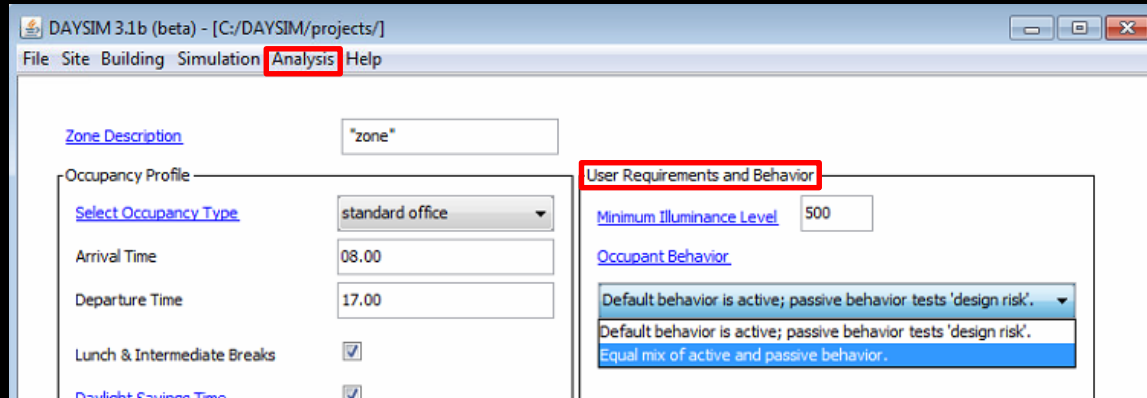 DAYSIM 3.1b (beta) - [C:/DAYSIM/projects/]
File Site Building Simulation Analysis Help
Zone Description "zone"
Occupancy Profile
Select Occupancy Type standard office
Arrival Time 08.00
Departure Time 17.00
Lunch & Intermediate Breaks
Daylight Savings Time
User Requirements and Behavior
Minimum Illuminance Level 500
Occupant Behavior
Default behavior is active; passive behavior tests 'design risk'.
Default behavior is active; passive behavior tests 'design risk'.
Equal mix of active and passive behavior.